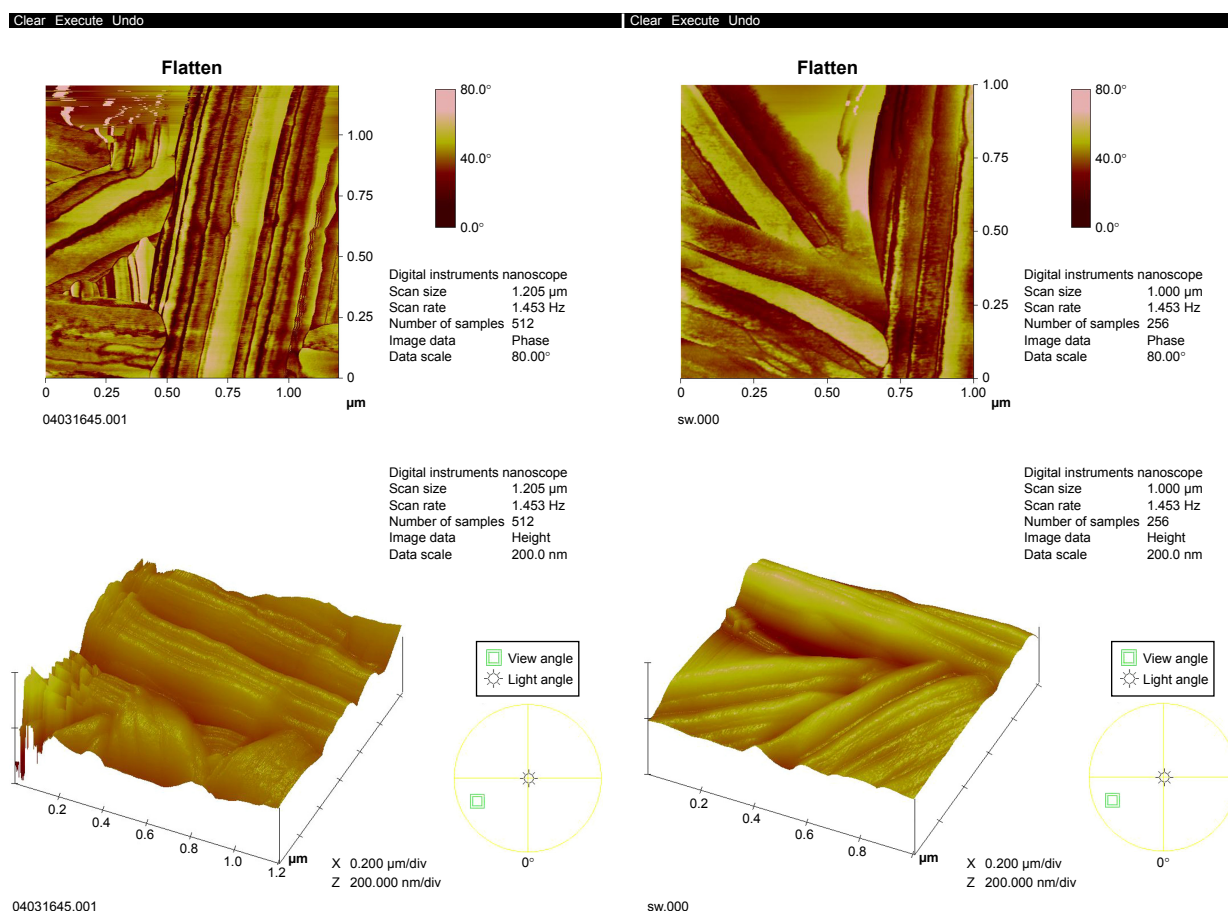 Clear Execute Undo
Clear Execute Undo
Flatten
80.0°
40.0°
0.0°
1.00
0.75
0.50
0.25
0
0 0.25 0.50 0.75 1.00
µm
04031645.001
Digital instruments nanoscope
Scan size 1.205 µm
Scan rate 1.453 Hz
Number of samples 512
Image data Phase
Data scale 80.00°
Flatten
80.0°
40.0°
0.0°
1.00
0.75
0.50
0.25
0
0 0.25 0.50 0.75 1.00
µm
sw.000
Digital instruments nanoscope
Scan size 1.000 µm
Scan rate 1.453 Hz
Number of samples 256
Image data Phase
Data scale 80.00°
Digital instruments nanoscope
Scan size 1.205 µm
Scan rate 1.453 Hz
Number of samples 512
Image data Height
Data scale 200.0 nm
View angle
Light angle
0.2
0.4
0.6
0.8
1.0
1.2
µm
0°
X 0.200 µm/div
Z 200.000 nm/div
04031645.001
Digital instruments nanoscope
Scan size 1.000 µm
Scan rate 1.453 Hz
Number of samples 256
Image data Height
Data scale 200.0 nm
View angle
Light angle
0.2
0.4
0.6
0.8
µm
0°
X 0.200 µm/div
Z 200.000 nm/div
sw.000